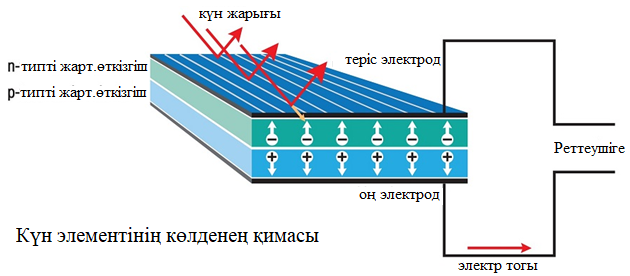 күн жарығы
n-типті жарт.өткізгіш
теріс электрод
p-типті жарт.өткізгіш
Реттеушіге
оң электрод
Күн элементінің көлденең қимасы
электр тогы